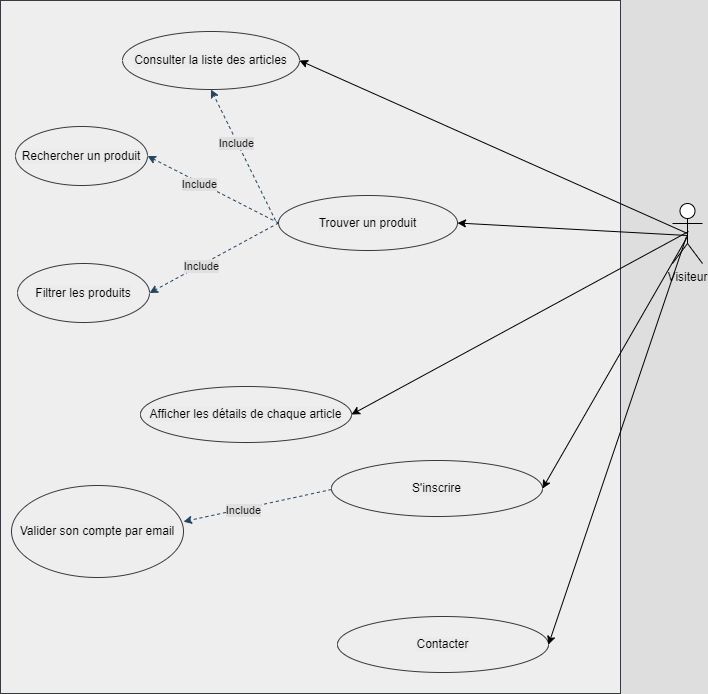 Consulter la liste des articles
Include
Rechercher un produit
Include
Trouver un produit
Include
Filtrer les produits
Visiteur
Afficher les détails de chaque article
S'inscrire
Include
Valider son compte par email
Contacter